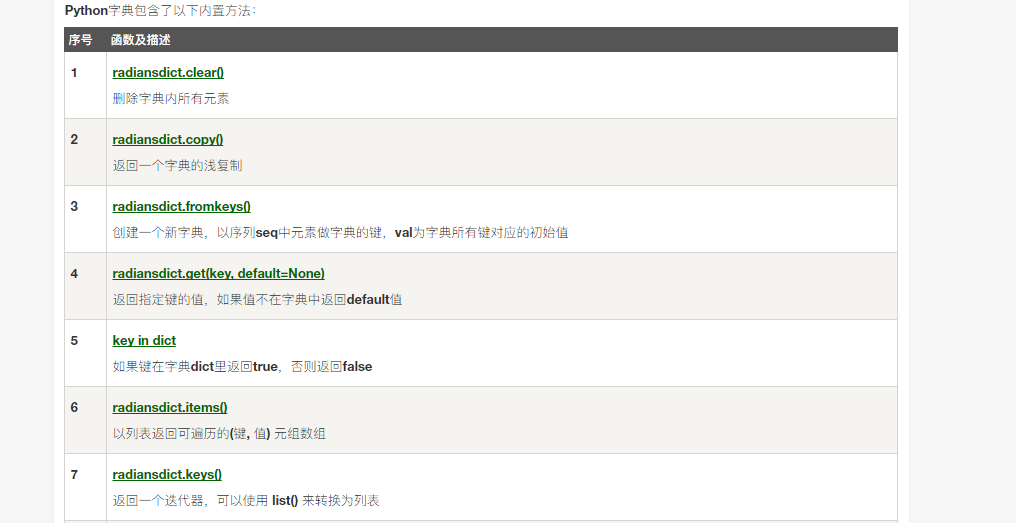 Python字典包含了以下内置方法：
序号 函数及描述
1 radiansdict.clear()
删除字典内所有元素
2 radiansdict.copy()
返回一个字典的浅复制
3 radiansdict.fromkeys()
创建一个新字典，以序列seq中元素做字典的键，val为字典所有键对应的初始值
4 radiansdict.get(key, default=None)
返回指定键的值，如果值不在字典中返回default值
5 key in dict
如果键在字典dict里返回true，否则返回false
6 radiansdict.items()
以列表返回可遍历的(键, 值) 元组数组
7 radiansdict.keys()
返回一个迭代器，可以使用 list() 来转换为列表